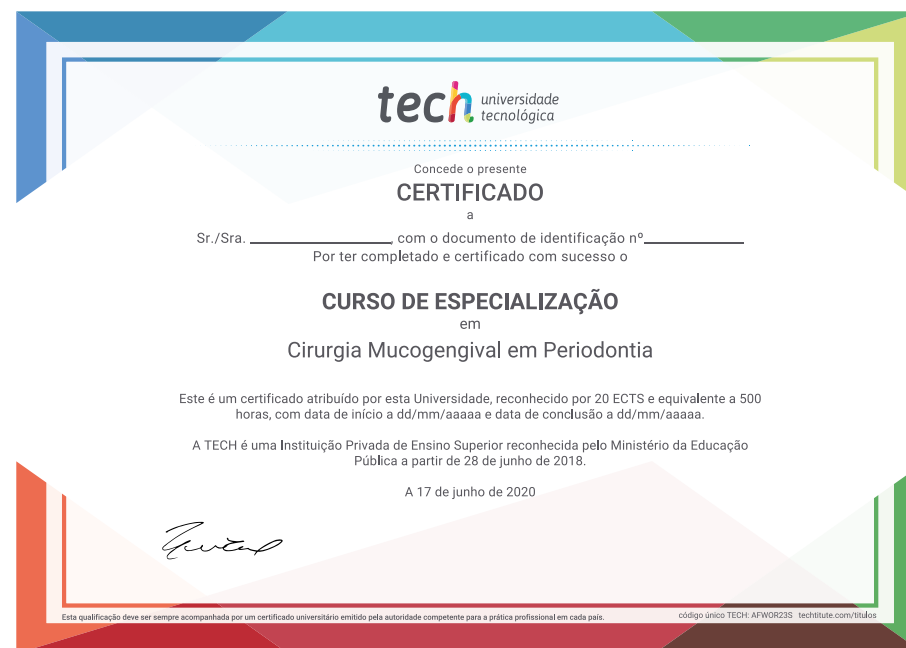 tech universidade
tecnológica
Concede o presente
CERTIFICADO
a
Sr./Sra. ____________________, com o documento de identificação nº______________
Por ter completado e certificado com sucesso o
CURSO DE ESPECIALIZAÇÃO
em
Cirurgia Mucogengival em Periodontia
Este é um certificado atribuído por esta Universidade, reconhecido por 20 ECTS e equivalente a 500
horas, com data de início a dd/mm/aaaaa e data de conclusão a dd/mm/aaaaa.
A TECH é uma Instituição Privada de Ensino Superior reconhecida pelo Ministério da Educação
Pública a partir de 28 de junho de 2018.
A 17 de junho de 2020
Esta qualificação deve ser sempre acompanhada por um certificado universitário emitido pela autoridade competente para a prática profissional em cada país.
código único TECH: AFWOR23S techtitute.com/titulos